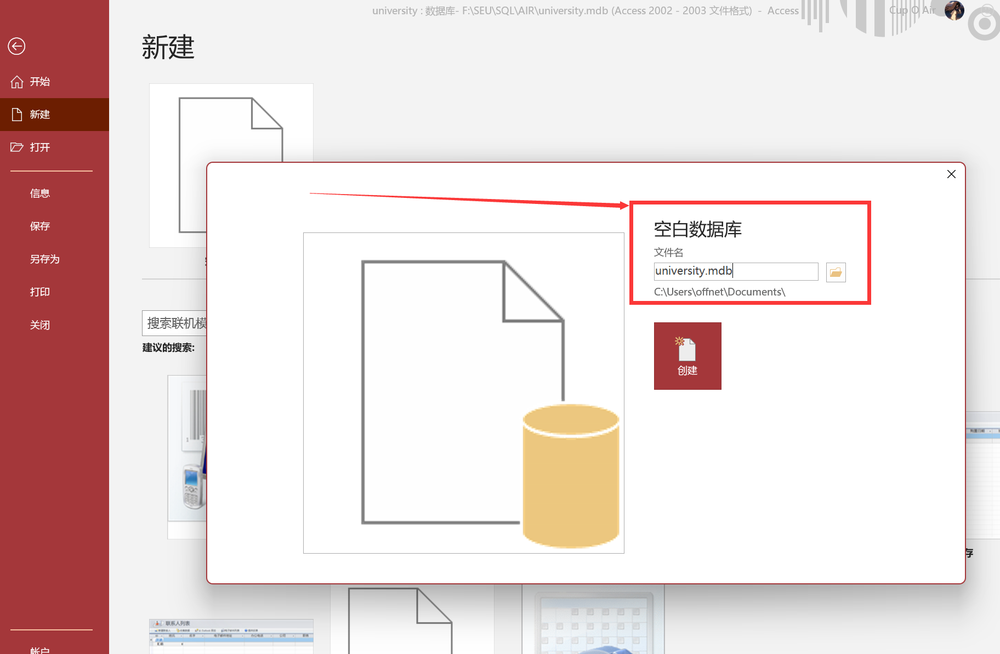 university : 数据库- F:\SEU\SQL\AIR\university.mdb (Access 2002 - 2003 文件格式) - Access
Cup O Air
新建
开始
新建
打开
信息
保存
另存为
打印
关闭
帐户
空白数据库
文件名
university.mdb
C:\Users\offnet\Documents\
创建
搜索联机模
建议的搜索:
存
联系人列表